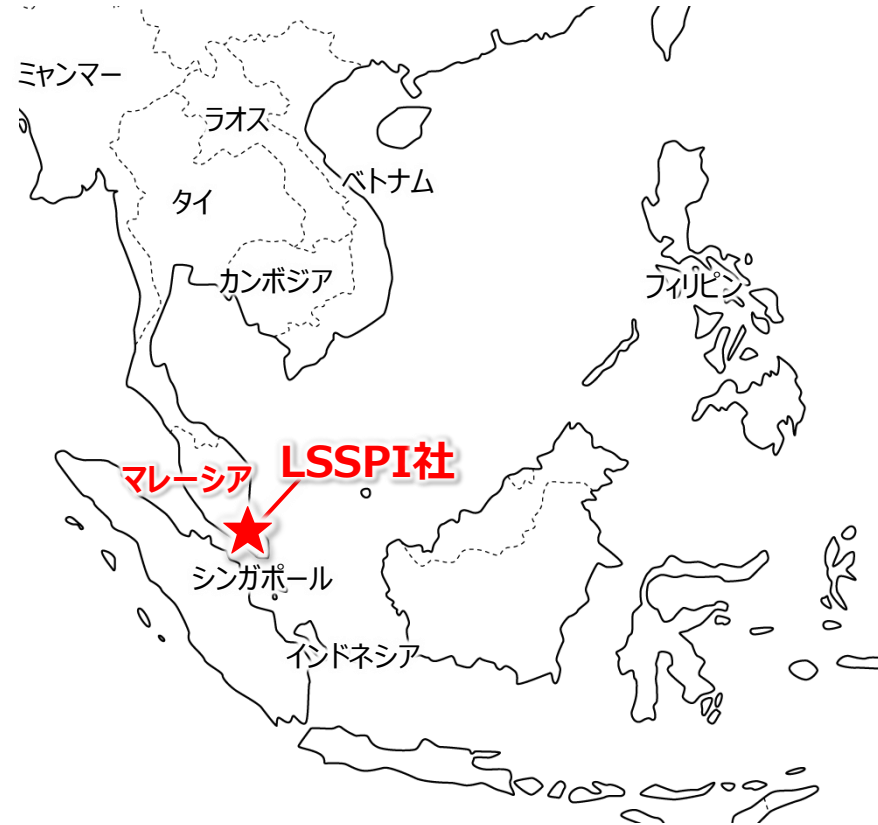 ミャンマー
ラオス
ベトナム
タイ
カンボジア
フィリピン
LSSPI社
マレーシア
シンガポール
インドネシア